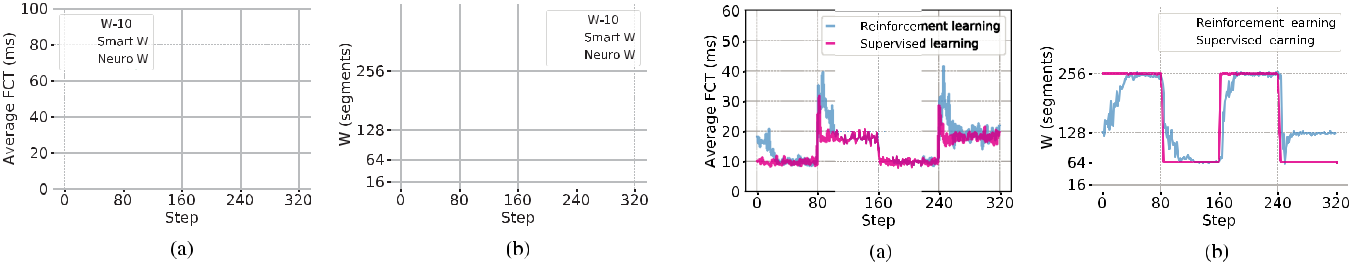 100
80
60
40
20
0
Average FCT (ms)
W-10
Smart W
Neuro W
0 80 160 240 320
Step
(a)
256
128
64
16
W (segments)
W-10
Smart W
Neuro W
0 80 160 240 320
Step
(b)
60
50
40
30
20
10
0
Average FCT (ms)
Reinforcement learning
Supervised learning
0 80 160 240 320
Step
(a)
256
128
64
16
W (segments)
Reinforcement earning
Supervised earning
0 80 160 240 320
Step
(b)